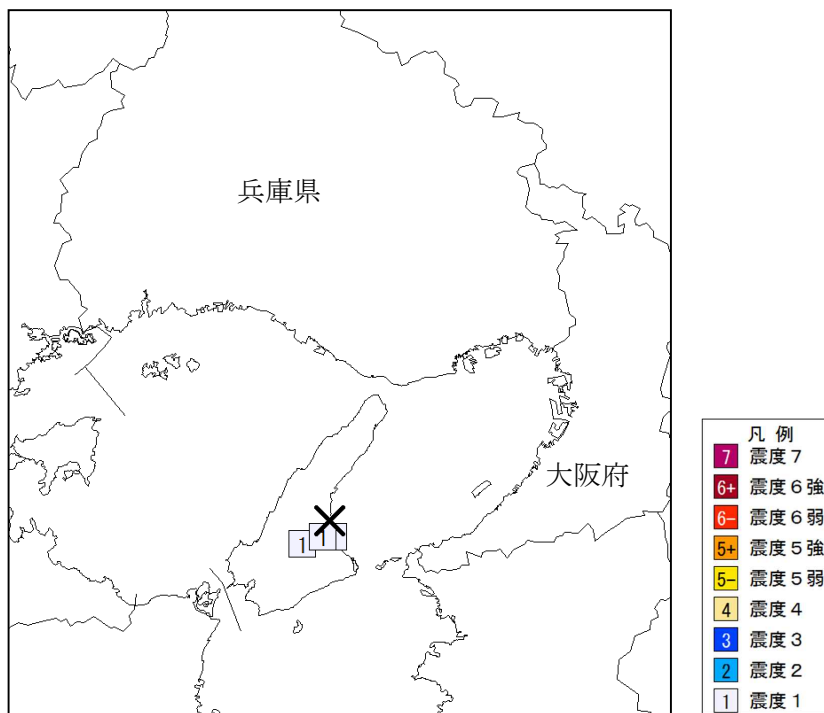 兵庫県
大阪府
1
1
凡 例
7 震度7
6+ 震度6強
6- 震度6弱
5+ 震度5強
5- 震度5弱
4 震度4
3 震度3
2 震度2
1 震度1